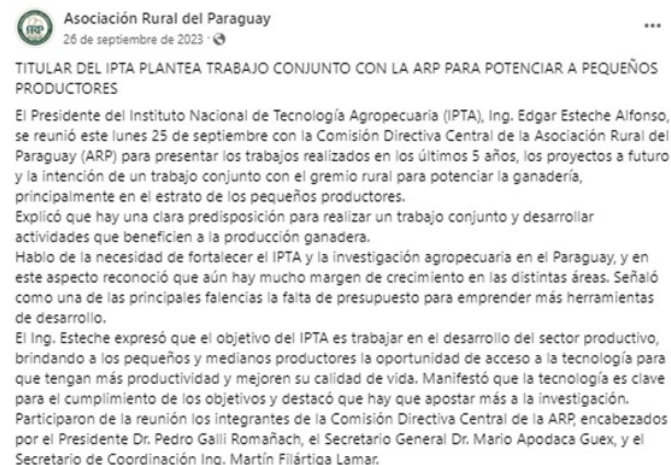 Asociación Rural del Paraguay
26 de septiembre de 2023 ·
ARP
TITULAR DEL IPTA PLANTEA TRABAJO CONJUNTO CON LA ARP PARA POTENCIAR A PEQUEÑOS
PRODUCTORES
El Presidente del Instituto Nacional de Tecnología Agropecuaria (IPTA), Ing. Edgar Esteche Alfonso,
se reunió este lunes 25 de septiembre con la Comisión Directiva Central de la Asociación Rural del
Paraguay (ARP) para presentar los trabajos realizados en los últimos 5 años, los proyectos a futuro
y la intención de un trabajo conjunto con el gremio rural para potenciar la ganadería,
principalmente en el estrato de los pequeños productores.
Explicó que hay una clara predisposición para realizar un trabajo conjunto y desarrollar
actividades que beneficien a la producción ganadera.
Hablo de la necesidad de fortalecer el IPTA y la investigación agropecuaria en el Paraguay, y en
este aspecto reconoció que aún hay mucho margen de crecimiento en las distintas áreas. Señaló
como una de las principales falencias la falta de presupuesto para emprender más herramientas
de desarrollo.
El Ing. Esteche expresó que el objetivo del IPTA es trabajar en el desarrollo del sector productivo,
brindando a los pequeños y medianos productores la oportunidad de acceso a la tecnología para
que tengan más productividad y mejoren su calidad de vida. Manifestó que la tecnología es clave
para el cumplimiento de los objetivos y destacó que hay que apostar más a la investigación.
Participaron de la reunión los integrantes de la Comisión Directiva Central de la ARP, encabezados
por el Presidente Dr. Pedro Galli Romañach, el Secretario General Dr. Mario Apodaca Guex, y el
Secretario de Coordinación Ing. Martín Filártiga Lamar.